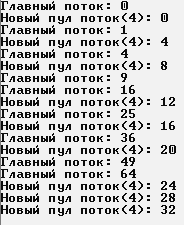 Главный поток: 0
Новый пул поток(4): 0
Главный поток: 1
Новый пул поток(4): 4
Главный поток: 4
Новый пул поток(4): 8
Главный поток: 9
Главный поток: 16
Новый пул поток(4): 12
Главный поток: 25
Новый пул поток(4): 16
Главный поток: 36
Новый пул поток(4): 20
Главный поток: 49
Главный поток: 64
Новый пул поток(4): 24
Новый пул поток(4): 28
Новый пул поток(4): 32